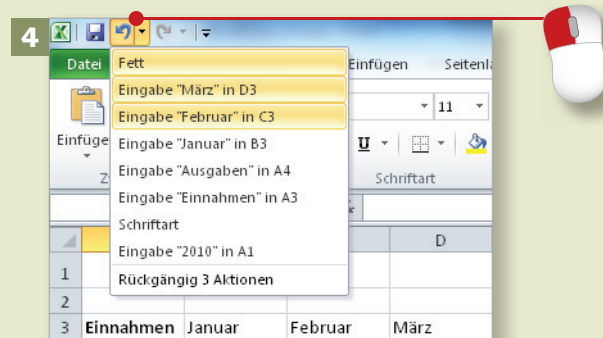 4
Datei
Fett
Einfügen
Eingabe "März" in D3
Eingabe "Februar" in C3
11
Einfüge
Eingabe "Januar" in B3
U
Eingabe "Ausgaben" in A4
Schriftart
Eingabe "Einnahmen" in A3
Schriftart
Eingabe "2010" in A1
D
Rückgängig 3 Aktionen
1
2
3 Einnahmen Januar Februar März